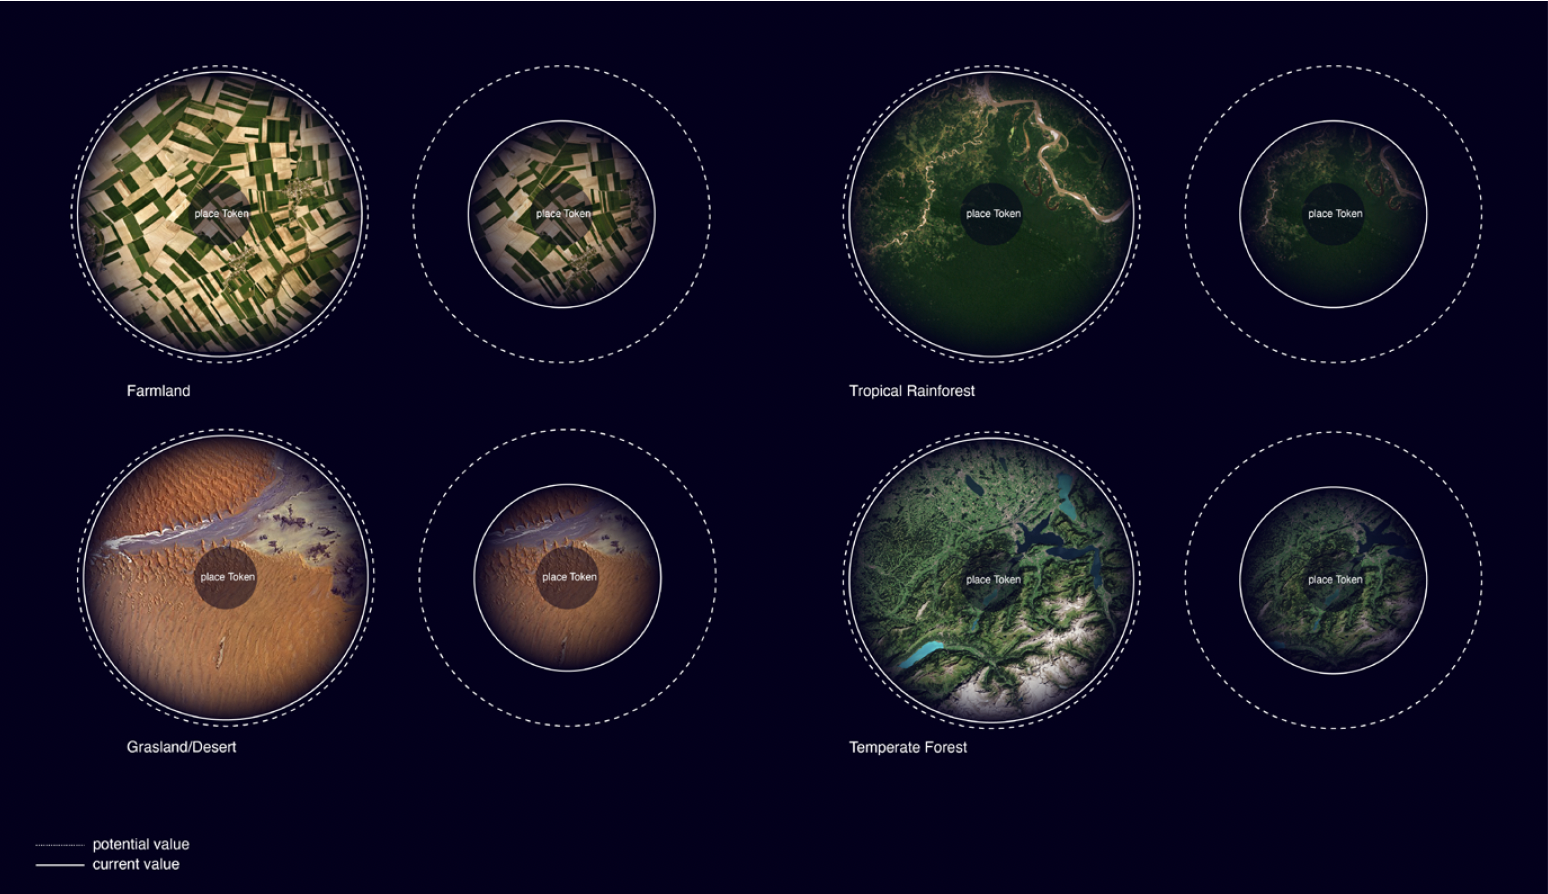 place Token
place Token
place Token
place Token
Farmland
Tropical Rainforest
place Token
place Token
place Token
place Token
Grasland/Desert
Temperate Forest
potential value
current value